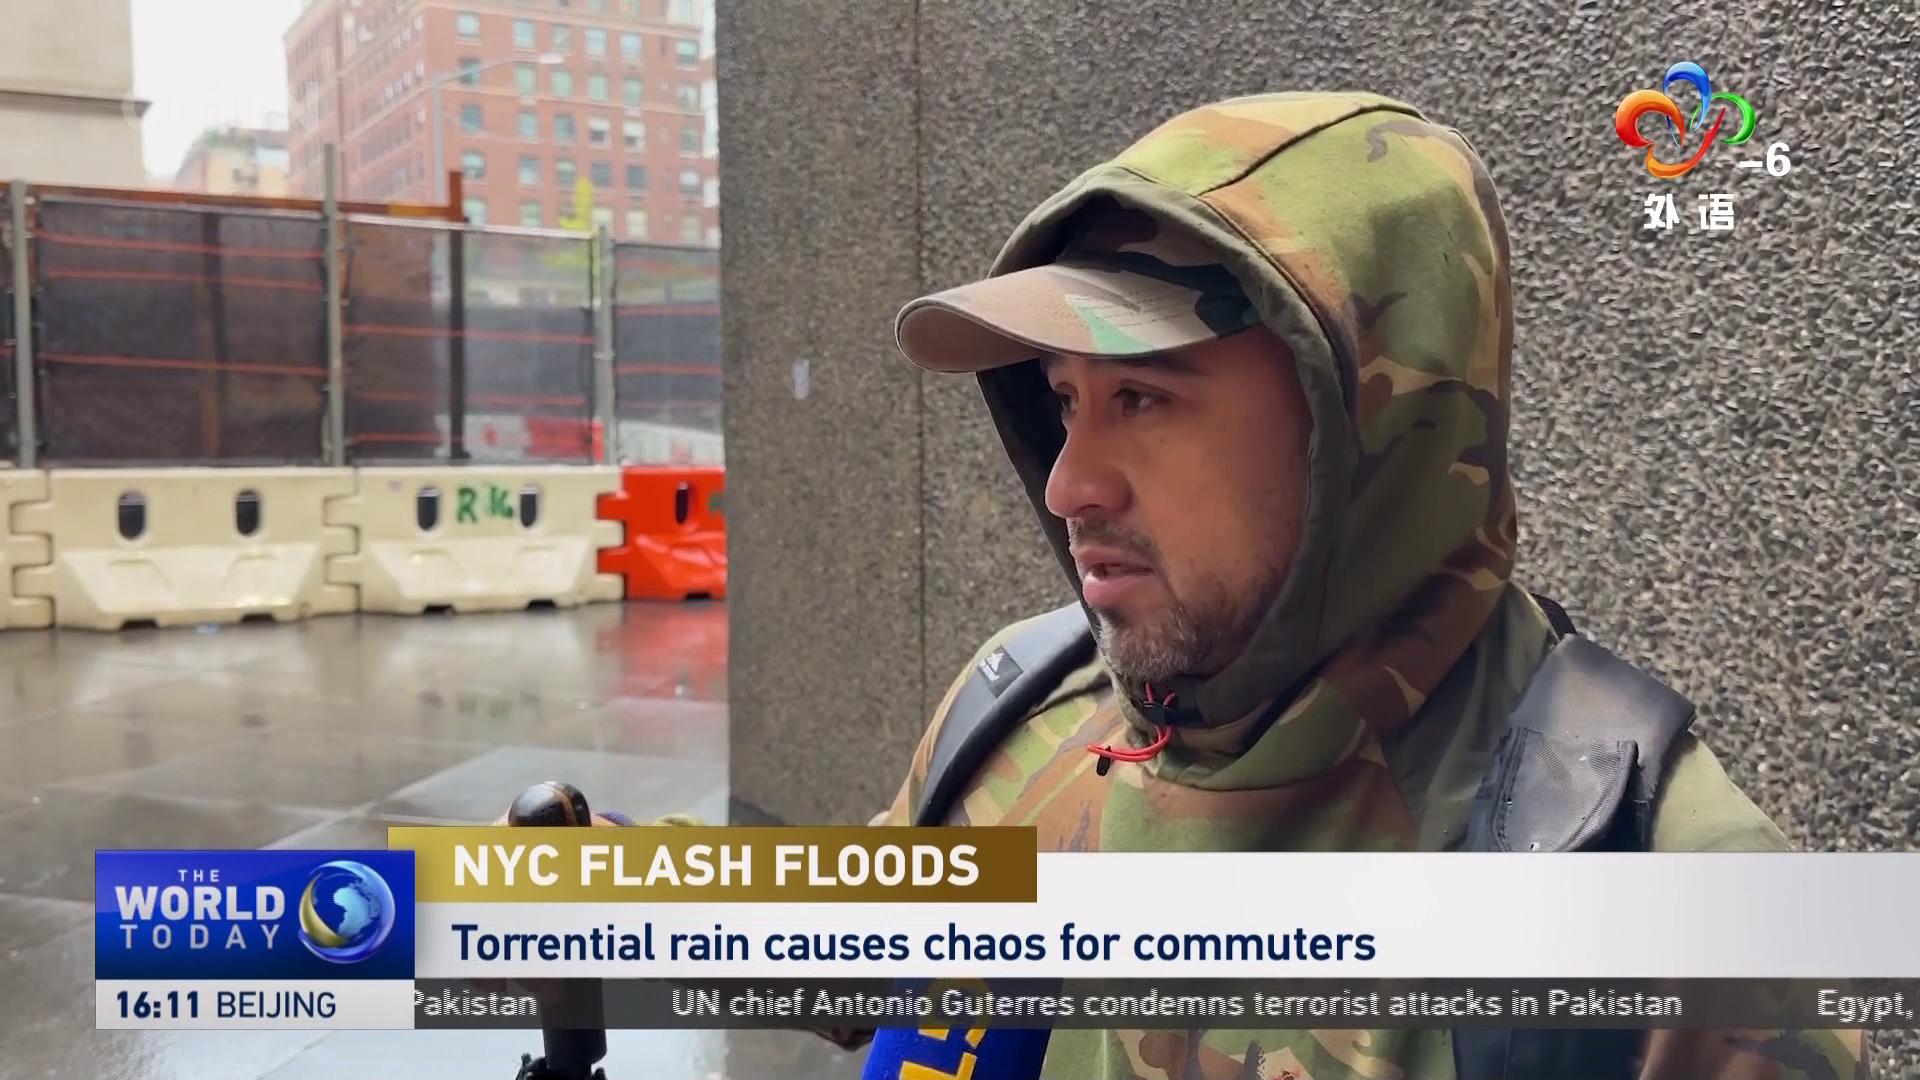 -6
外语
R16
NYC FLASH FLOODS
THE
WORLD
TODAY
Torrential rain causes chaos for commuters
16:11 BEIJING
Pakistan UN chief Antonio Guterres condemns terrorist attacks in Pakistan Egypt,